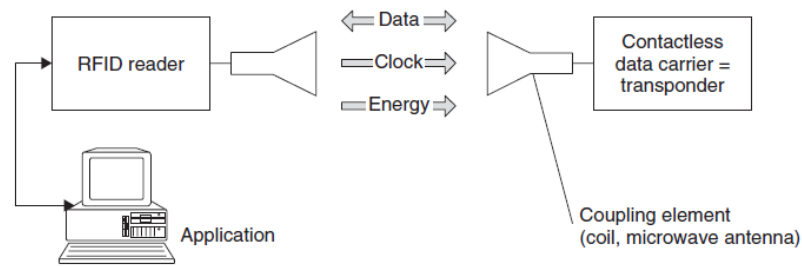 RFID reader
Data
Clock
Energy
Contactless
data carrier =
transponder
Application
Coupling element
(coil, microwave antenna)